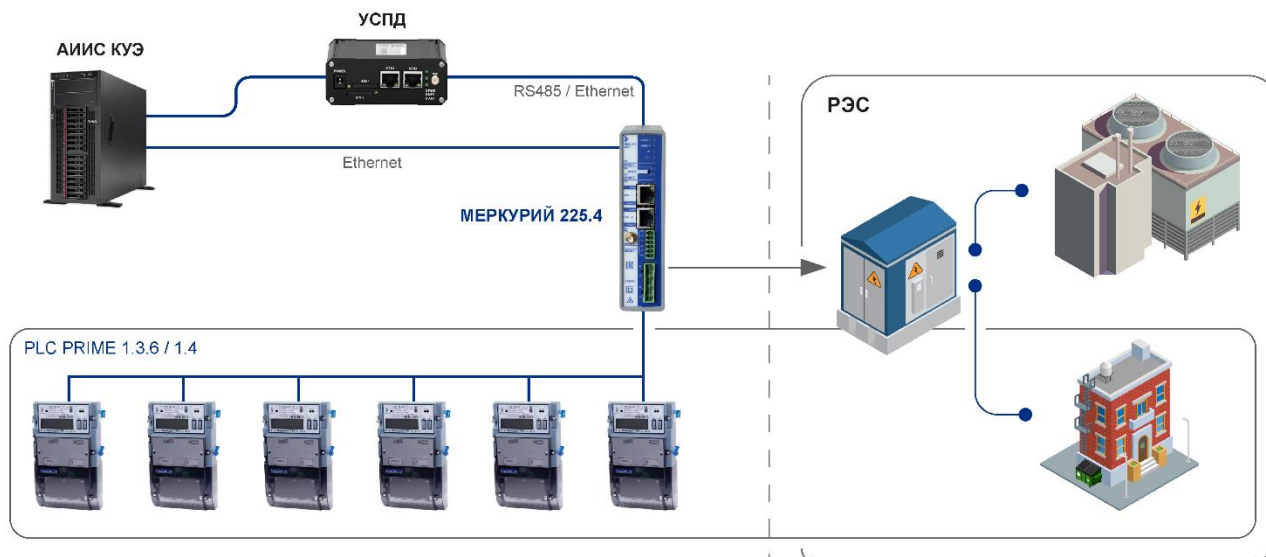 УСПД
АИИС КУЭ
RS485 / Ethernet
РЭС
Ethernet
МЕРКУРИЙ 225.4
PLC PRIME 1.3.6 / 1.4